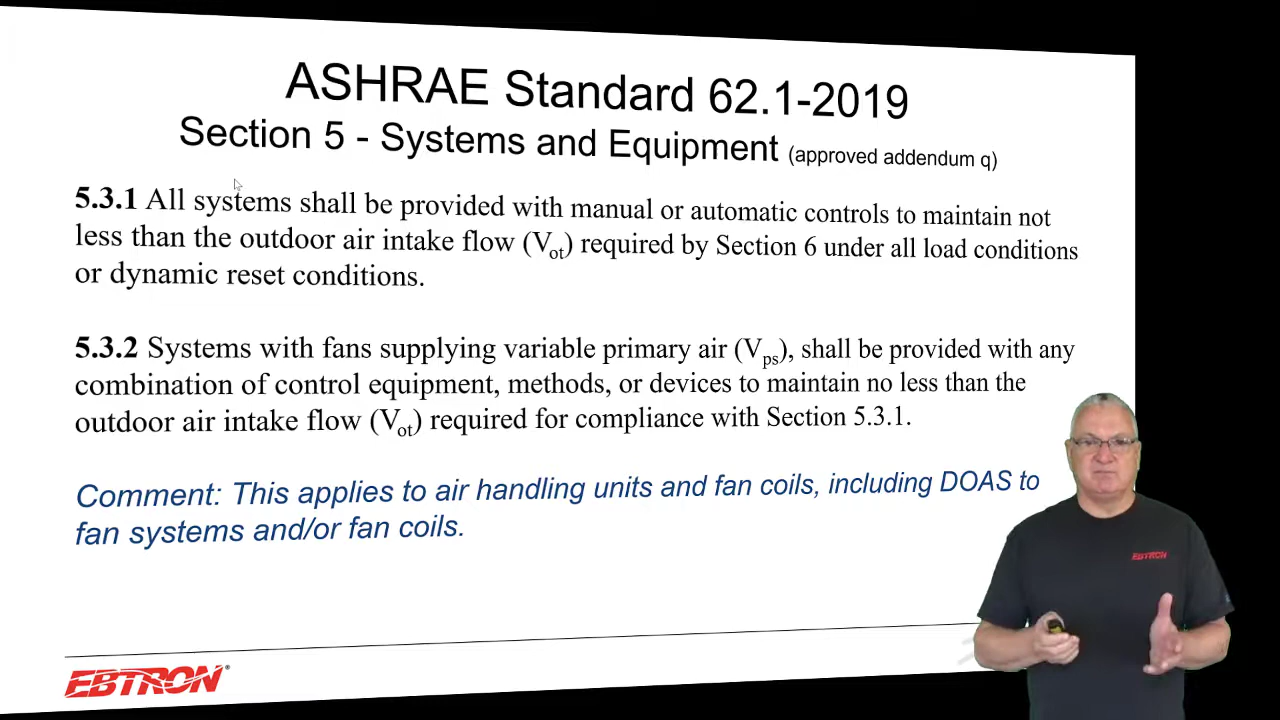 ASHRAE Standard 62.1-2019
Section 5 - Systems and Equipment (approved addendum q)
5.3.1 All systems shall be provided with manual or automatic controls to maintain not
less than the outdoor air intake flow (Vot) required by Section 6 under all load conditions
or dynamic reset conditions.
5.3.2 Systems with fans supplying variable primary air (Vps), shall be provided with any
combination of control equipment, methods, or devices to maintain no less than the
outdoor air intake flow (Vot) required for compliance with Section 5.3.1.
Comment: This applies to air handling units and fan coils, including DOAS to
fan systems and/or fan coils.
EBTRON
EBTRON®